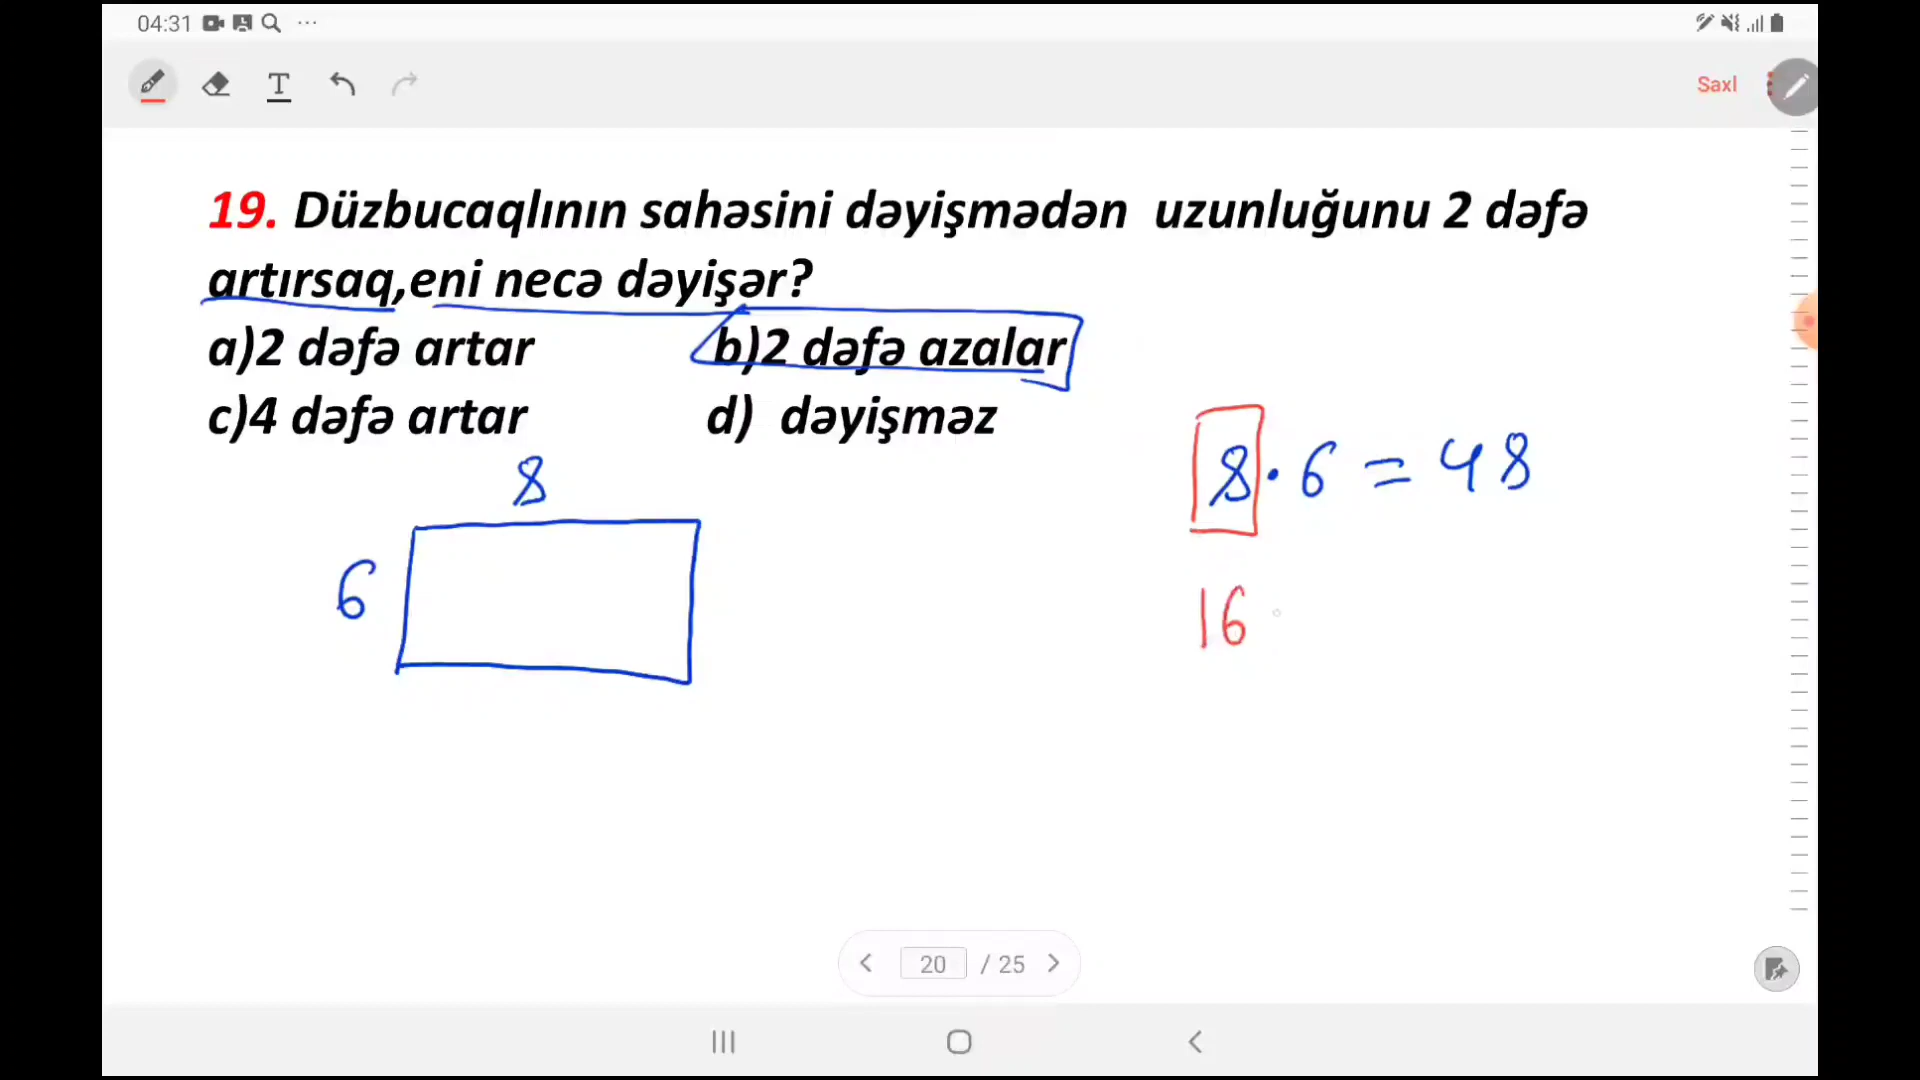 04:31
T
Saxl
19. Düzbucaqlının sahəsini dəyişmədən uzunluğunu 2 dəfə
artırsaq,eni necə dəyişər?
a)2 dəfə artar b)2 dəfə azalar
c)4 dəfə artar d) dəyişməz
8
6
8·6=48
16
20 / 25